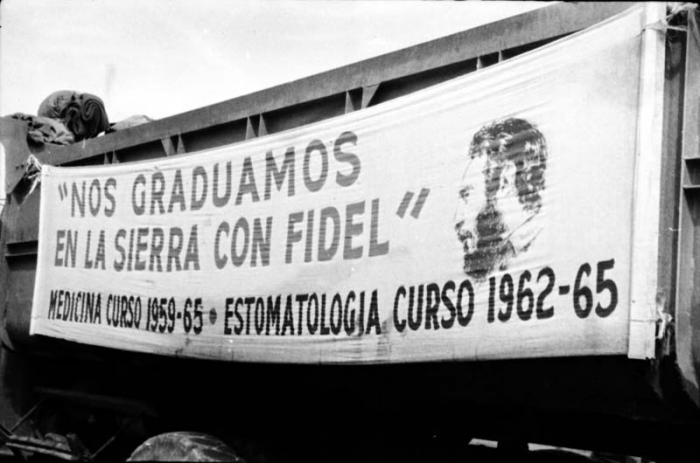 "NOS GRADUAMOS
EN LA SIERRA CON FIDEL"
MEDICINA CURSO 1959-65 • ESTOMATOLOGIA CURSO 1962-65